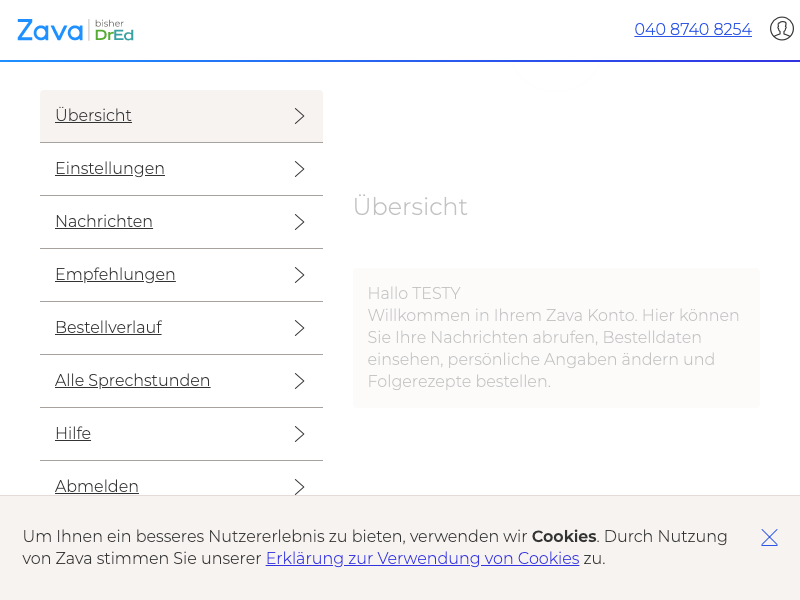 Zava bisher DrEd
040 8740 8254
Übersicht
Einstellungen
Nachrichten
Empfehlungen
Bestellverlauf
Alle Sprechstunden
Hilfe
Abmelden
Übersicht
Hallo TESTY
Willkommen in Ihrem Zava Konto. Hier können
Sie Ihre Nachrichten abrufen, Bestelldaten
einsehen, persönliche Angaben ändern und
Folgerezepte bestellen.
Um Ihnen ein besseres Nutzererlebnis zu bieten, verwenden wir Cookies. Durch Nutzung
von Zava stimmen Sie unserer Erklärung zur Verwendung von Cookies zu.